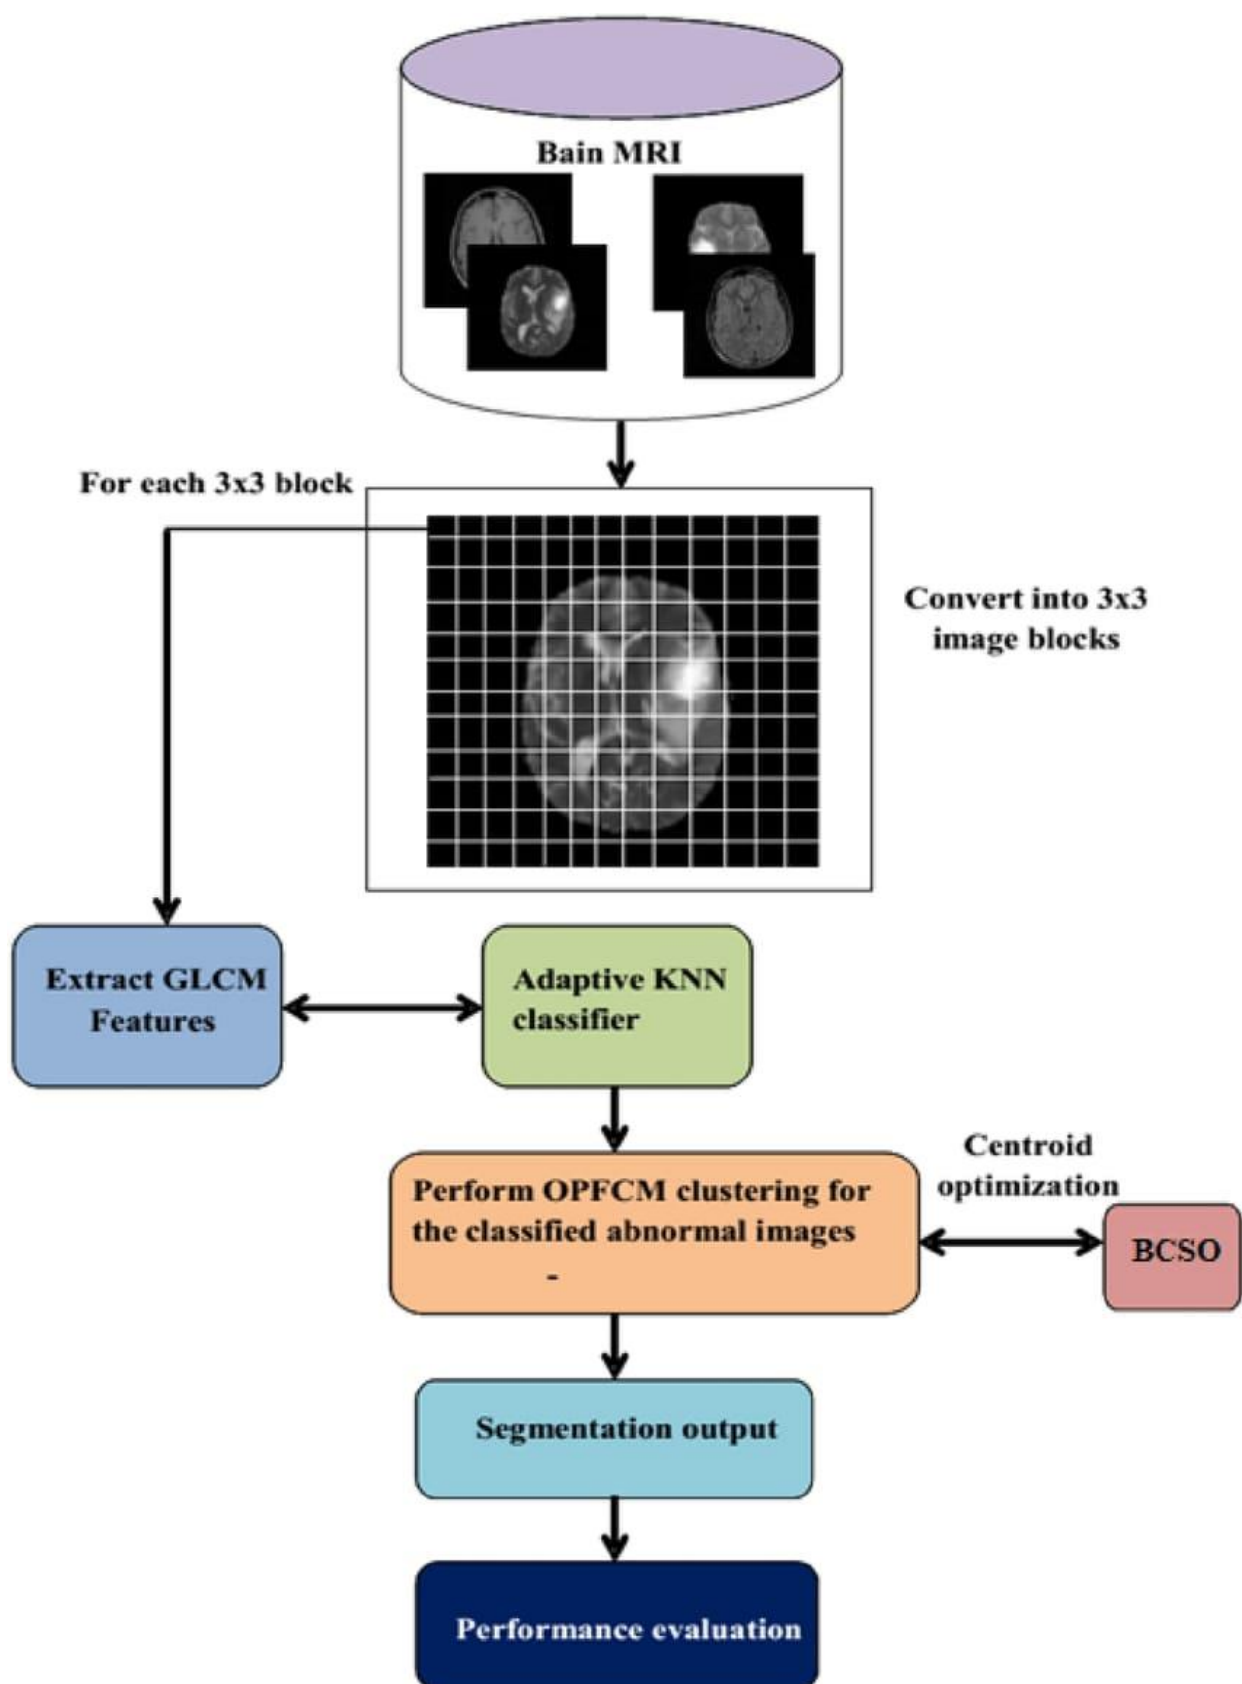 Bain MRI
For each 3x3 block
Convert into 3x3
image blocks
Extract GLCM
Features
Adaptive KNN
classifier
Perform OPFCM clustering for
the classified abnormal images
-
Centroid
optimization
BCSO
Segmentation output
Performance evaluation